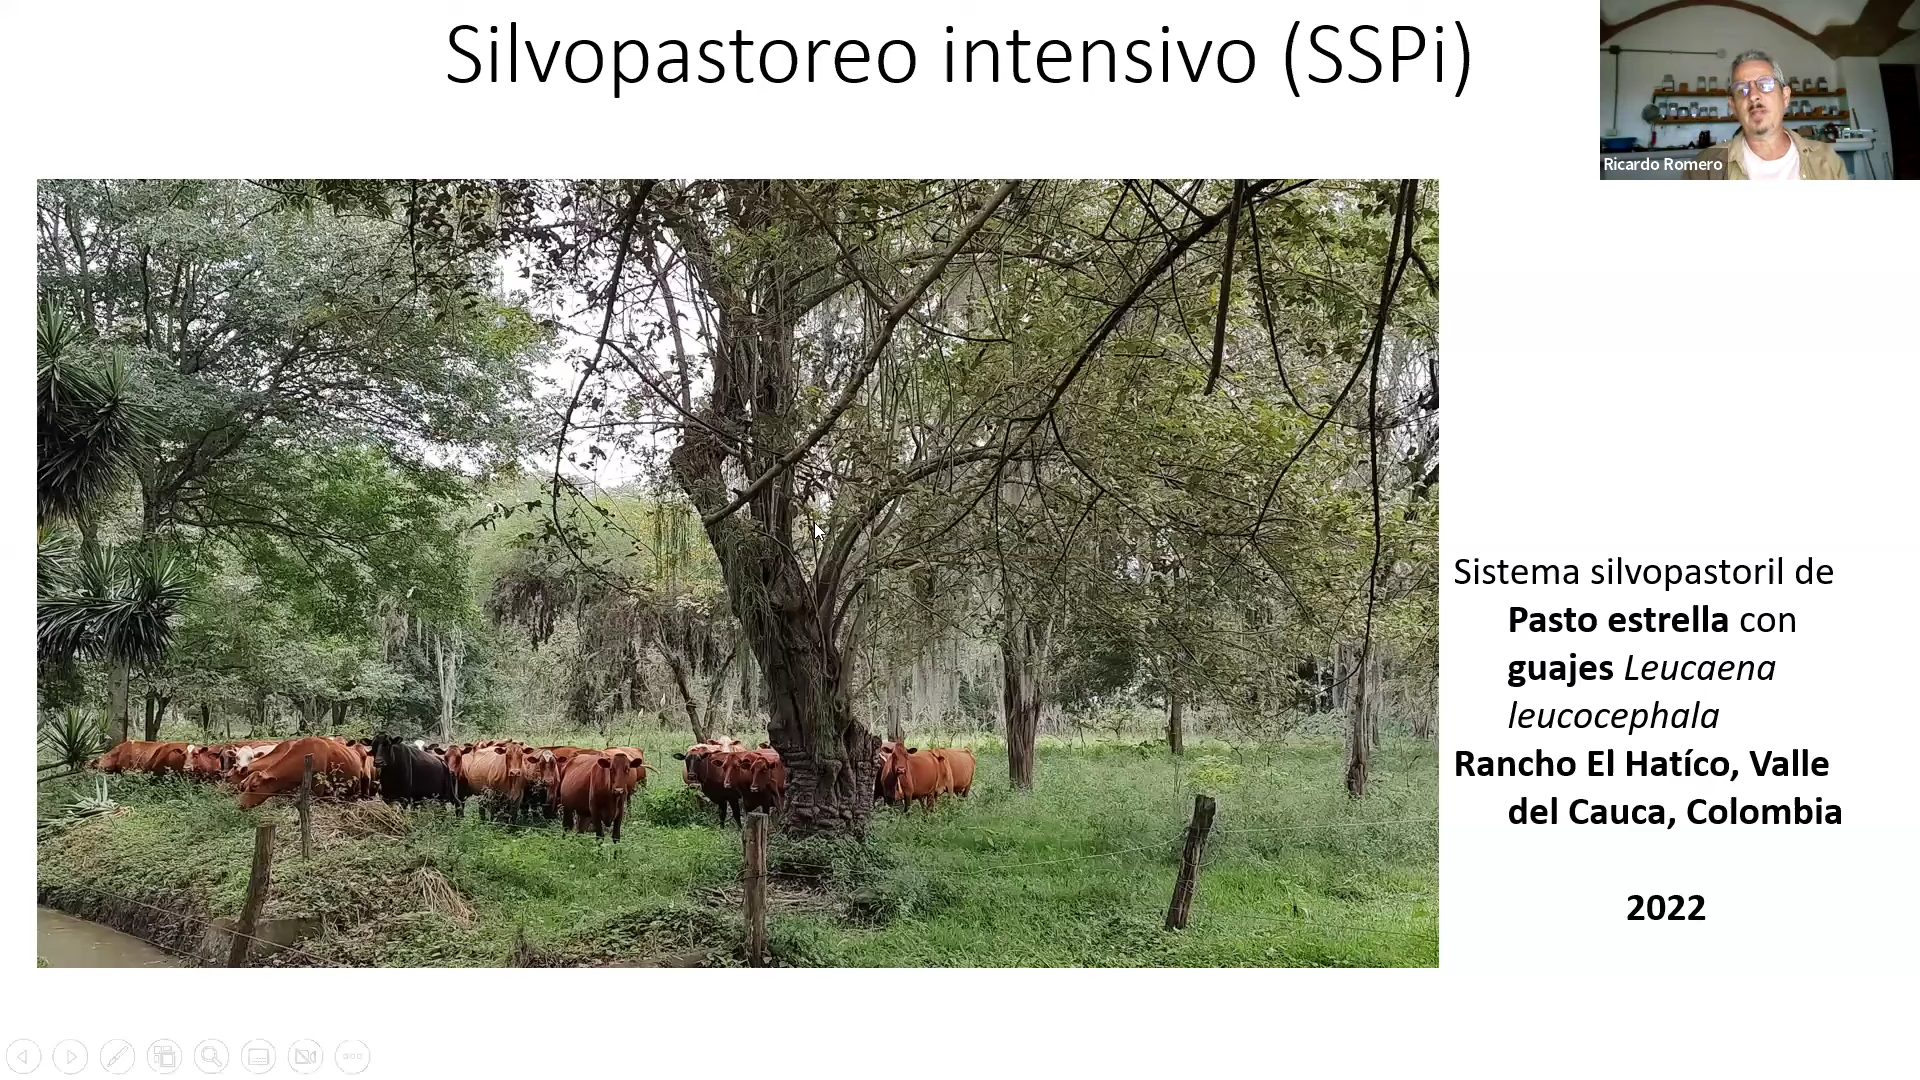 Silvopastoreo intensivo (SSPi)
Ricardo Romero
Sistema silvopastoril de
Pasto estrella con
guajes Leucaena
leucocephala
Rancho El Hatíco, Valle
del Cauca, Colombia
2022